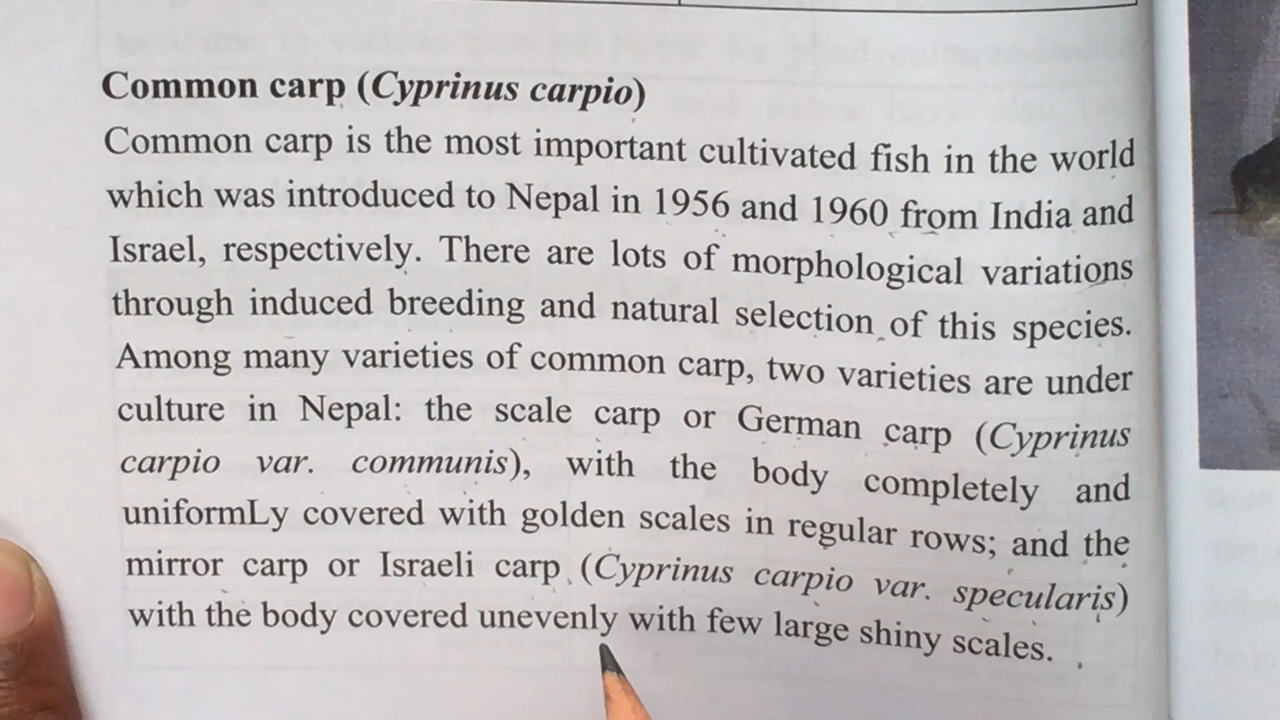 Common carp (Cyprinus carpio)
Common carp is the most important cultivated fish in the world
which was introduced to Nepal in 1956 and 1960 from India and
Israel, respectively. There are lots of morphological variations
through induced breeding and natural selection of this species.
Among many varieties of common carp, two varieties are under
culture in Nepal: the scale carp or German carp (Cyprinus
carpio var. communis), with the body completely and
uniformLy covered with golden scales in regular rows; and the
mirror carp or Israeli carp (Cyprinus carpio var. specularis)
with the body covered unevenly with few large shiny scales.